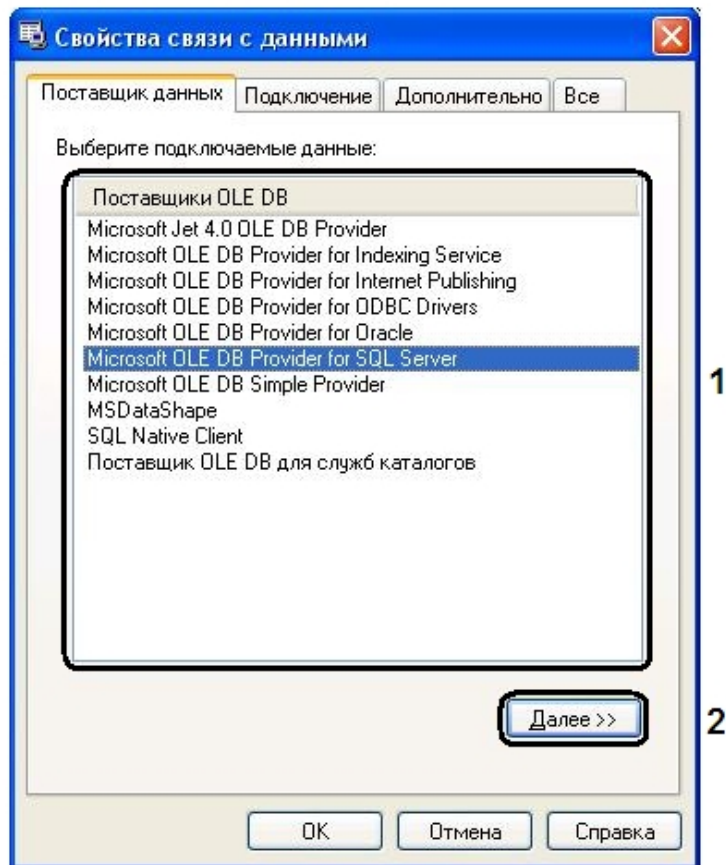 Свойства связи с данными
Поставщик данных Подключение Дополнительно Все
Выберите подключаемые данные:
Поставщики OLE DB
Microsoft Jet 4.0 OLE DB Provider
Microsoft OLE DB Provider for Indexing Service
Microsoft OLE DB Provider for Internet Publishing
Microsoft OLE DB Provider for ODBC Drivers
Microsoft OLE DB Provider for Oracle
Microsoft OLE DB Provider for SQL Server
1
Microsoft OLE DB Simple Provider
MSDataShape
SQL Native Client
Поставщик OLE DB для служб каталогов
Далее >>
2
OK Отмена Справка